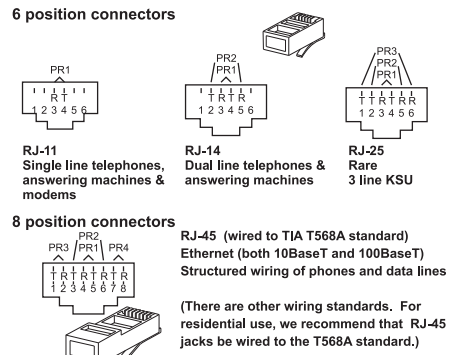 6 position connectors
PR1
R T
1 2 3 4 5 6
RJ-11
Single line telephones,
answering machines &
modems
PR2
PR1
T R T R
1 2 3 4 5 6
RJ-14
Dual line telephones &
answering machines
PR3
PR2
PR1
T T R T R R
1 2 3 4 5 6
RJ-25
Rare
3 line KSU
8 position connectors
PR2
PR3 PR1 PR4
T R T R T R T R
1 2 3 4 5 6 7 8
RJ-45 (wired to TIA T568A standard)
Ethernet (both 10BaseT and 100BaseT)
Structured wiring of phones and data lines
(There are other wiring standards. For
residential use, we recommend that RJ-45
jacks be wired to the T568A standard.)